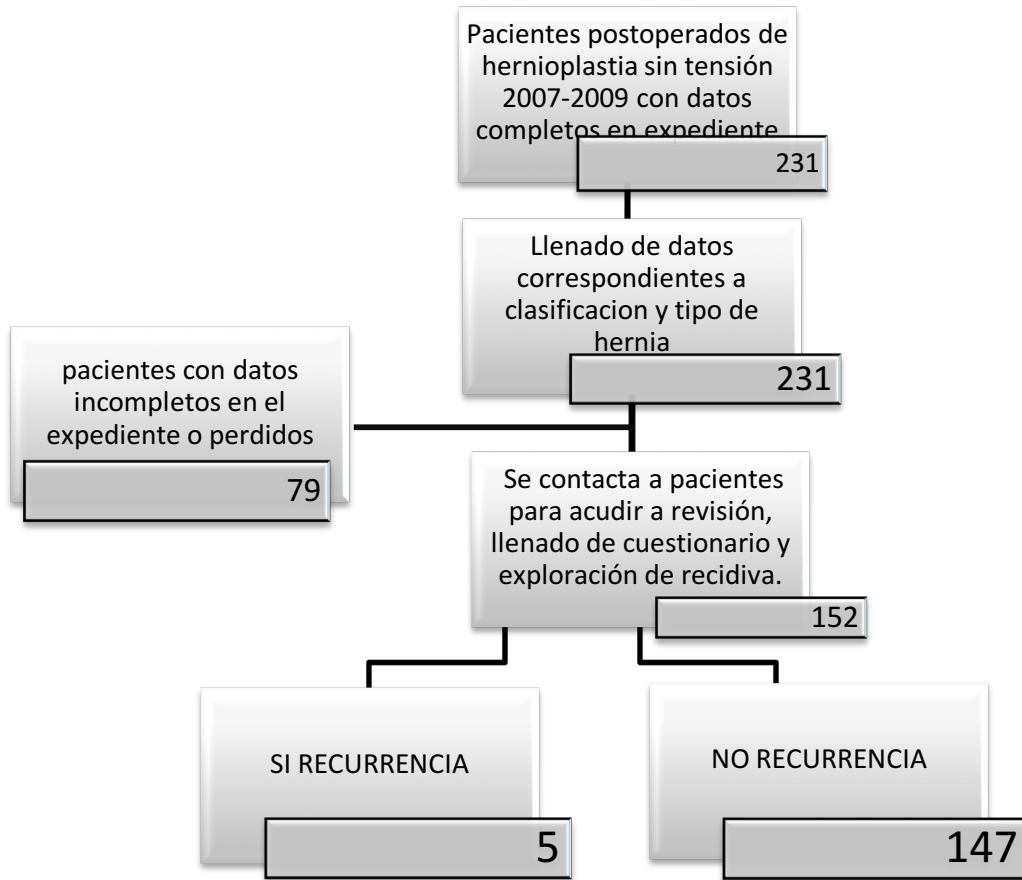 Pacientes postoperados de
hernioplastia sin tensión
2007-2009 con datos
completos en expediente
231
Llenado de datos
correspondientes a
clasificacion y tipo de
hernia
231
pacientes con datos
incompletos en el
expediente o perdidos
79
Se contacta a pacientes
para acudir a revisión,
llenado de cuestionario y
exploración de recidiva.
152
SI RECURRENCIA
5
NO RECURRENCIA
147